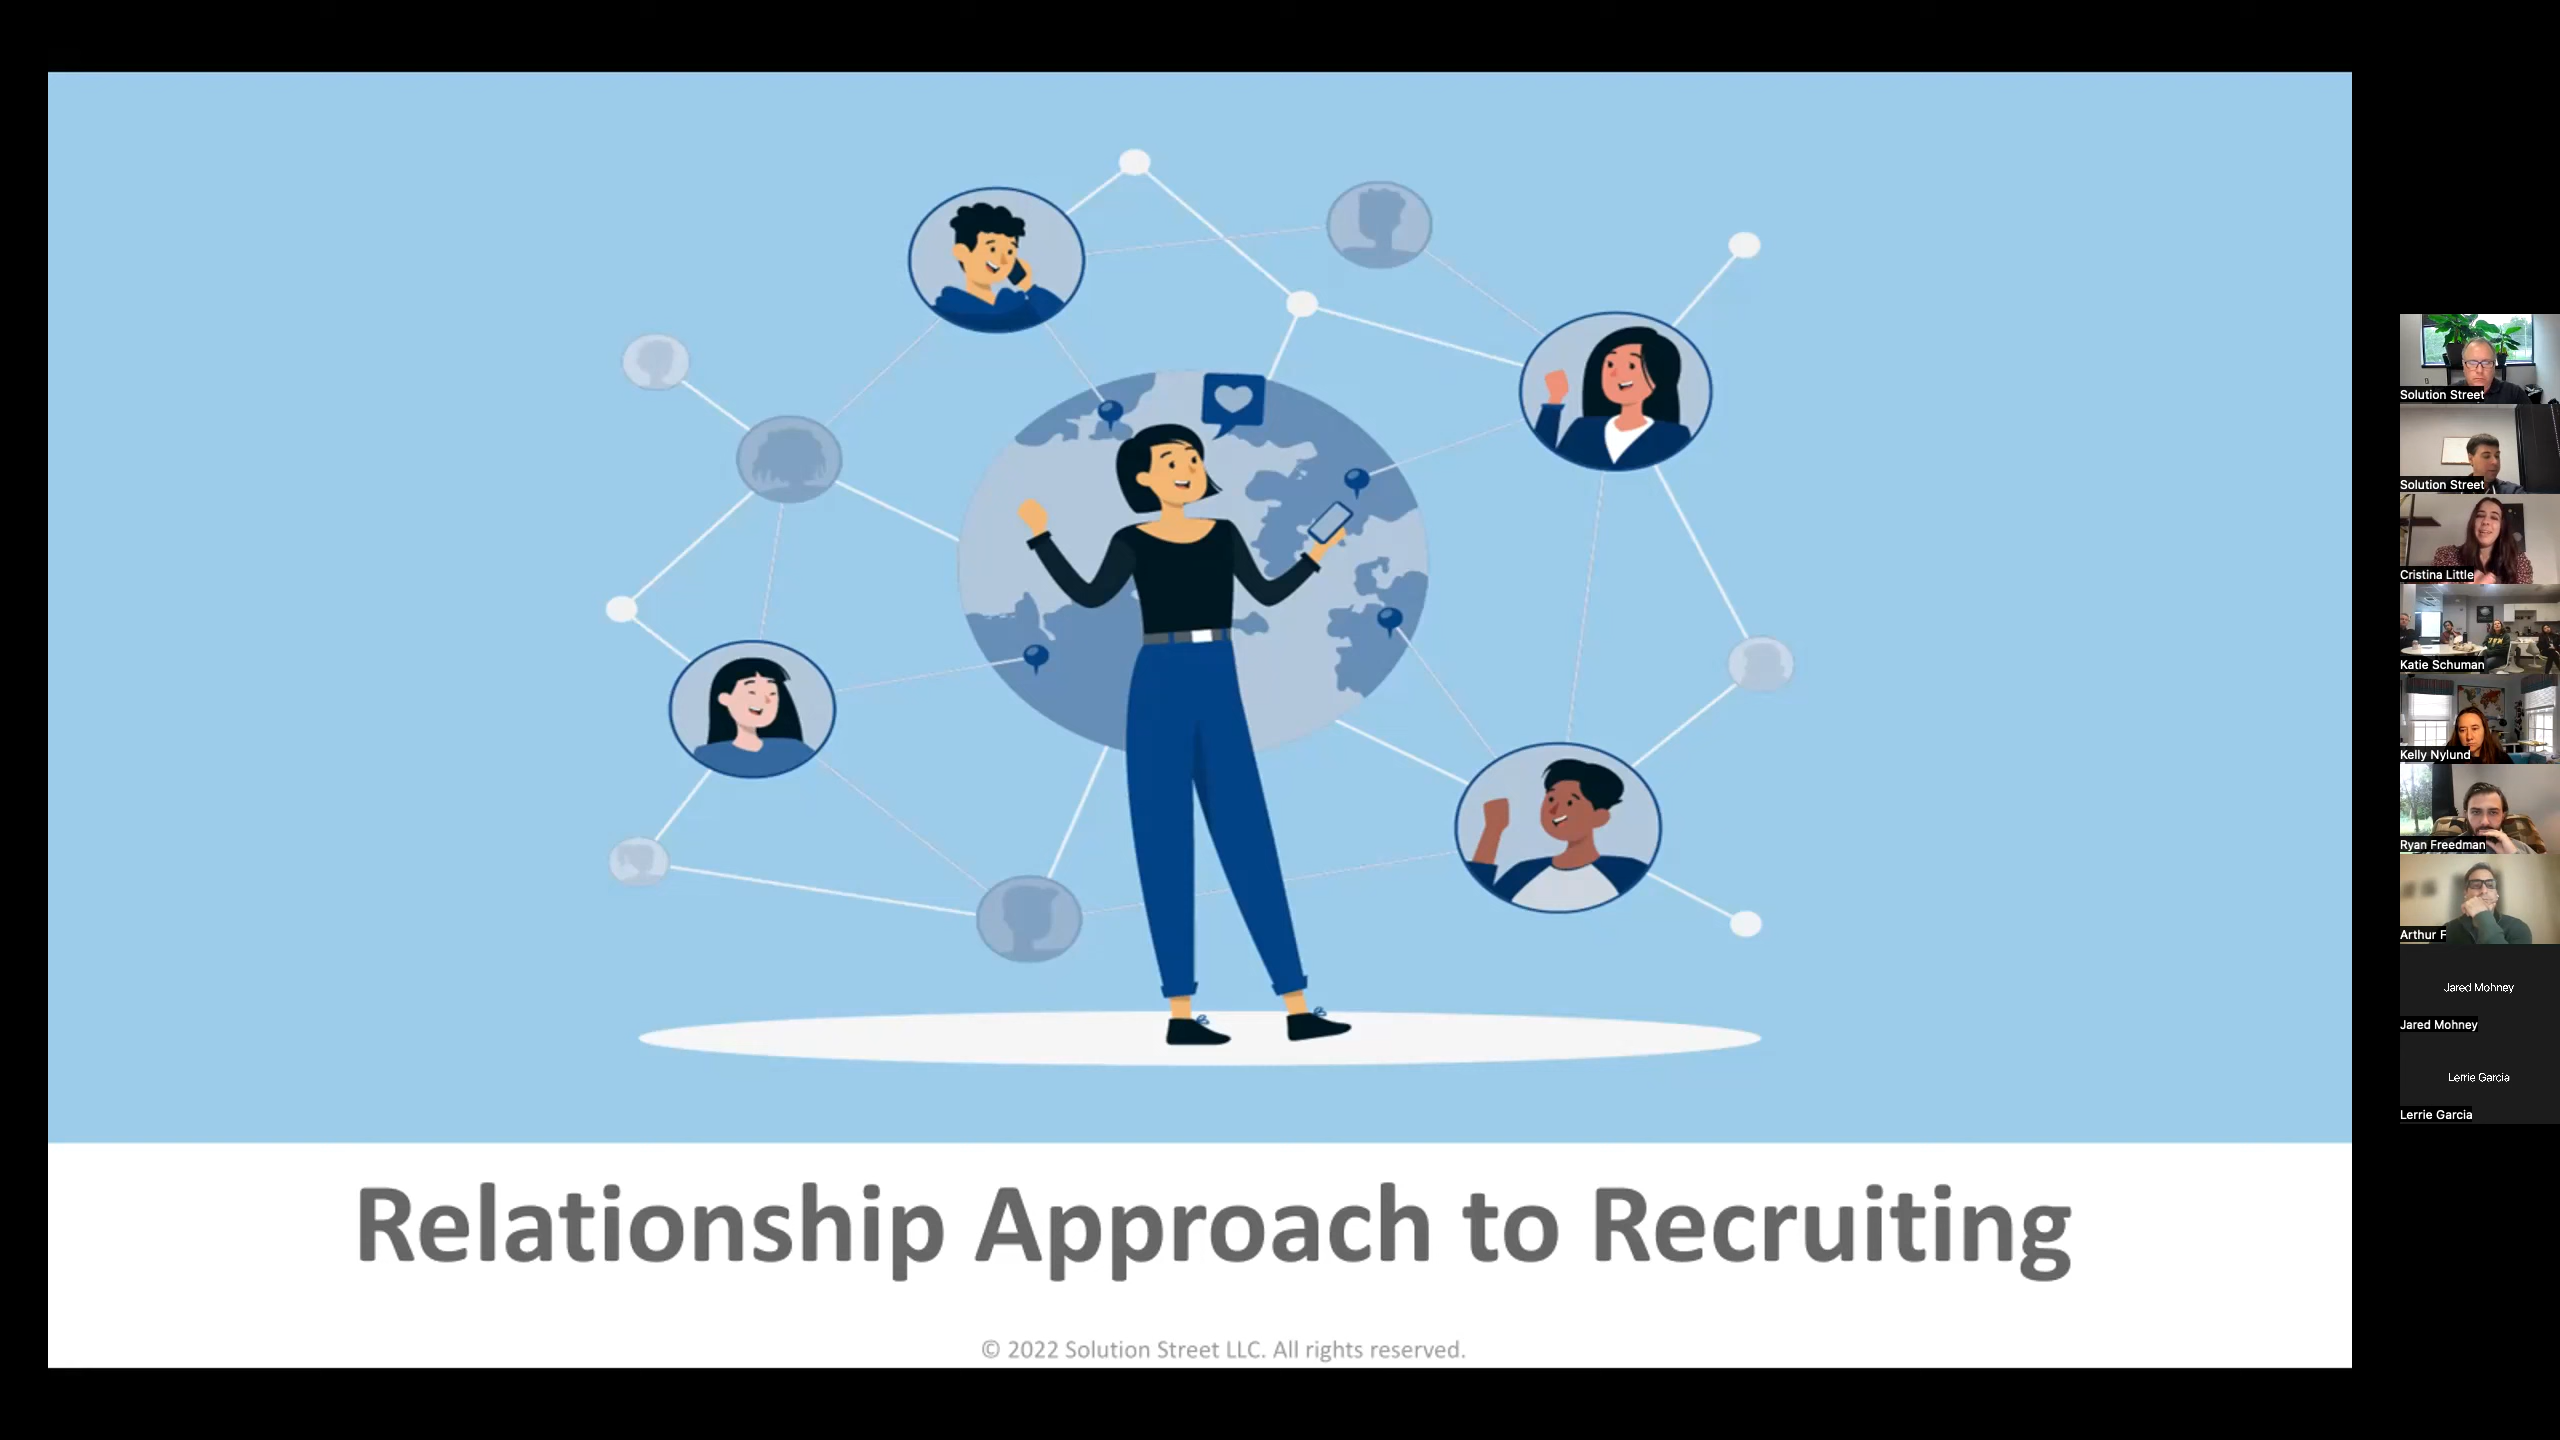 Relationship Approach to Recruiting
© 2022 Solution Street LLC. All rights reserved.
Solution Street
Solution Street
Cristina Little
Katie Schuman
Kelly Nylund
Ryan Freedman
Arthur F
Jared Mohney
Jared Mohney
Lerrie Garcia
Lerrie Garcia